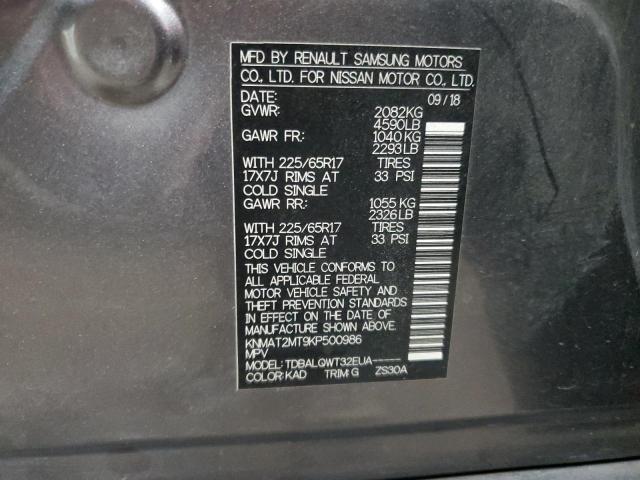 MFD BY RENAULT SAMSUNG MOTORS
CO., LTD. FOR NISSAN MOTOR CO., LTD.
DATE: 09/18
GVWR: 2082KG
4590LB
GAWR FR: 1040 KG
2293LB
WITH 225/65R17 TIRES
17X7J RIMS AT 33 PSI
COLD SINGLE
GAWR RR: 1055 KG
2326LB
WITH 225/65R17 TIRES
17X7J RIMS AT 33 PSI
COLD SINGLE
THIS VEHICLE CONFORMS TO
ALL APPLICABLE FEDERAL
MOTOR VEHICLE SAFETY AND
THEFT PREVENTION STANDARDS
IN EFFECT ON THE DATE OF
MANUFACTURE SHOWN ABOVE.
KNMAT2MT9KP500986
MPV
MODEL: TDBALQWT32EUA-----
COLOR: KAD TRIM: G ZS30A